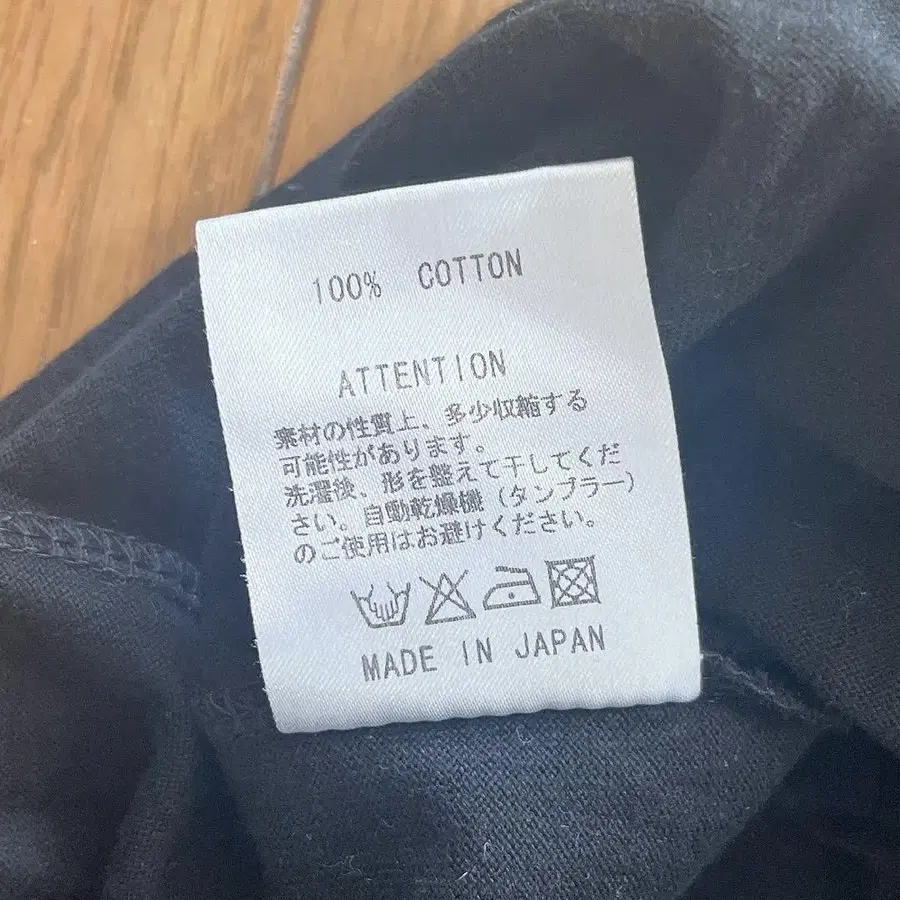 100% COTTON
ATTENTION
素材の性質上、多少収縮する
可能性があります。
洗濯後、形を整えて干してくだ
さい。自動乾燥機（タンブラー）
のご使用はお避けください。
MADE IN JAPAN